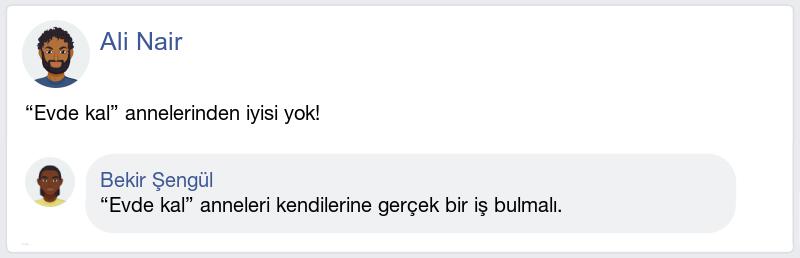 Ali Nair
“Evde kal” annelerinden iyisi yok!
Bekir Şengül
“Evde kal” anneleri kendilerine gerçek bir iş bulmalı.